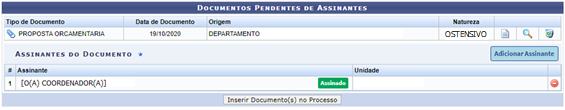 DOCUMENTOS PENDENTES DE ASSINANTES
Tipo de Documento Data de Documento Origem Natureza
PROPOSTA ORCAMENTARIA 19/10/2020 DEPARTAMENTO OSTENSIVO
ASSINANTES DO DOCUMENTO ★ Adicionar Assinante
# Assinante Unidade
1 [O(A) COORDENADOR(A)] Assinado
Inserir Documento(s) no Processo